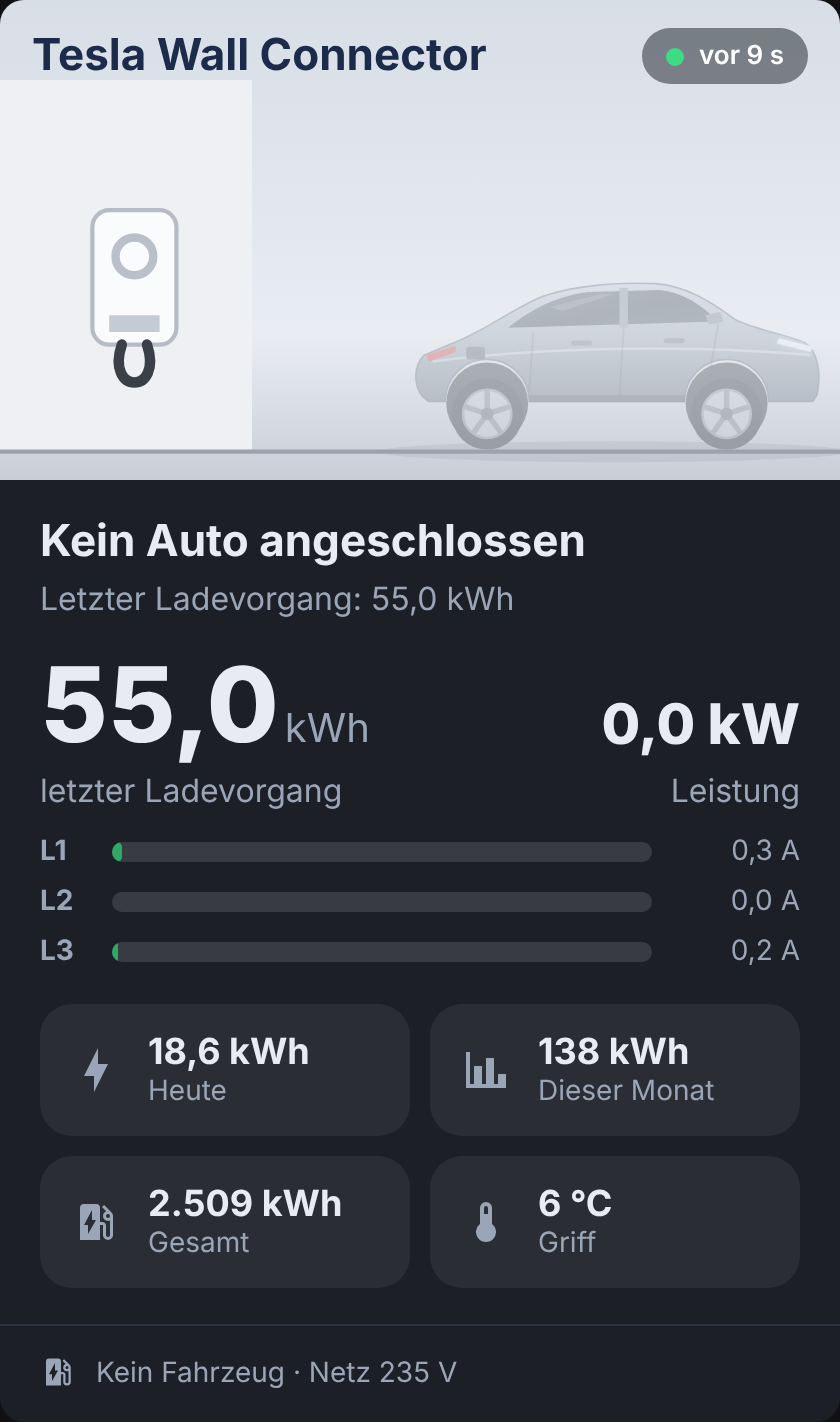 Tesla Wall Connector
vor 9 s
Kein Auto angeschlossen
Letzter Ladevorgang: 55,0 kWh
55,0 kWh
0,0 kW
letzter Ladevorgang
Leistung
L1 0,3 A
L2 0,0 A
L3 0,2 A
18,6 kWh
Heute
138 kWh
Dieser Monat
2.509 kWh
Gesamt
6 °C
Griff
Kein Fahrzeug · Netz 235 V